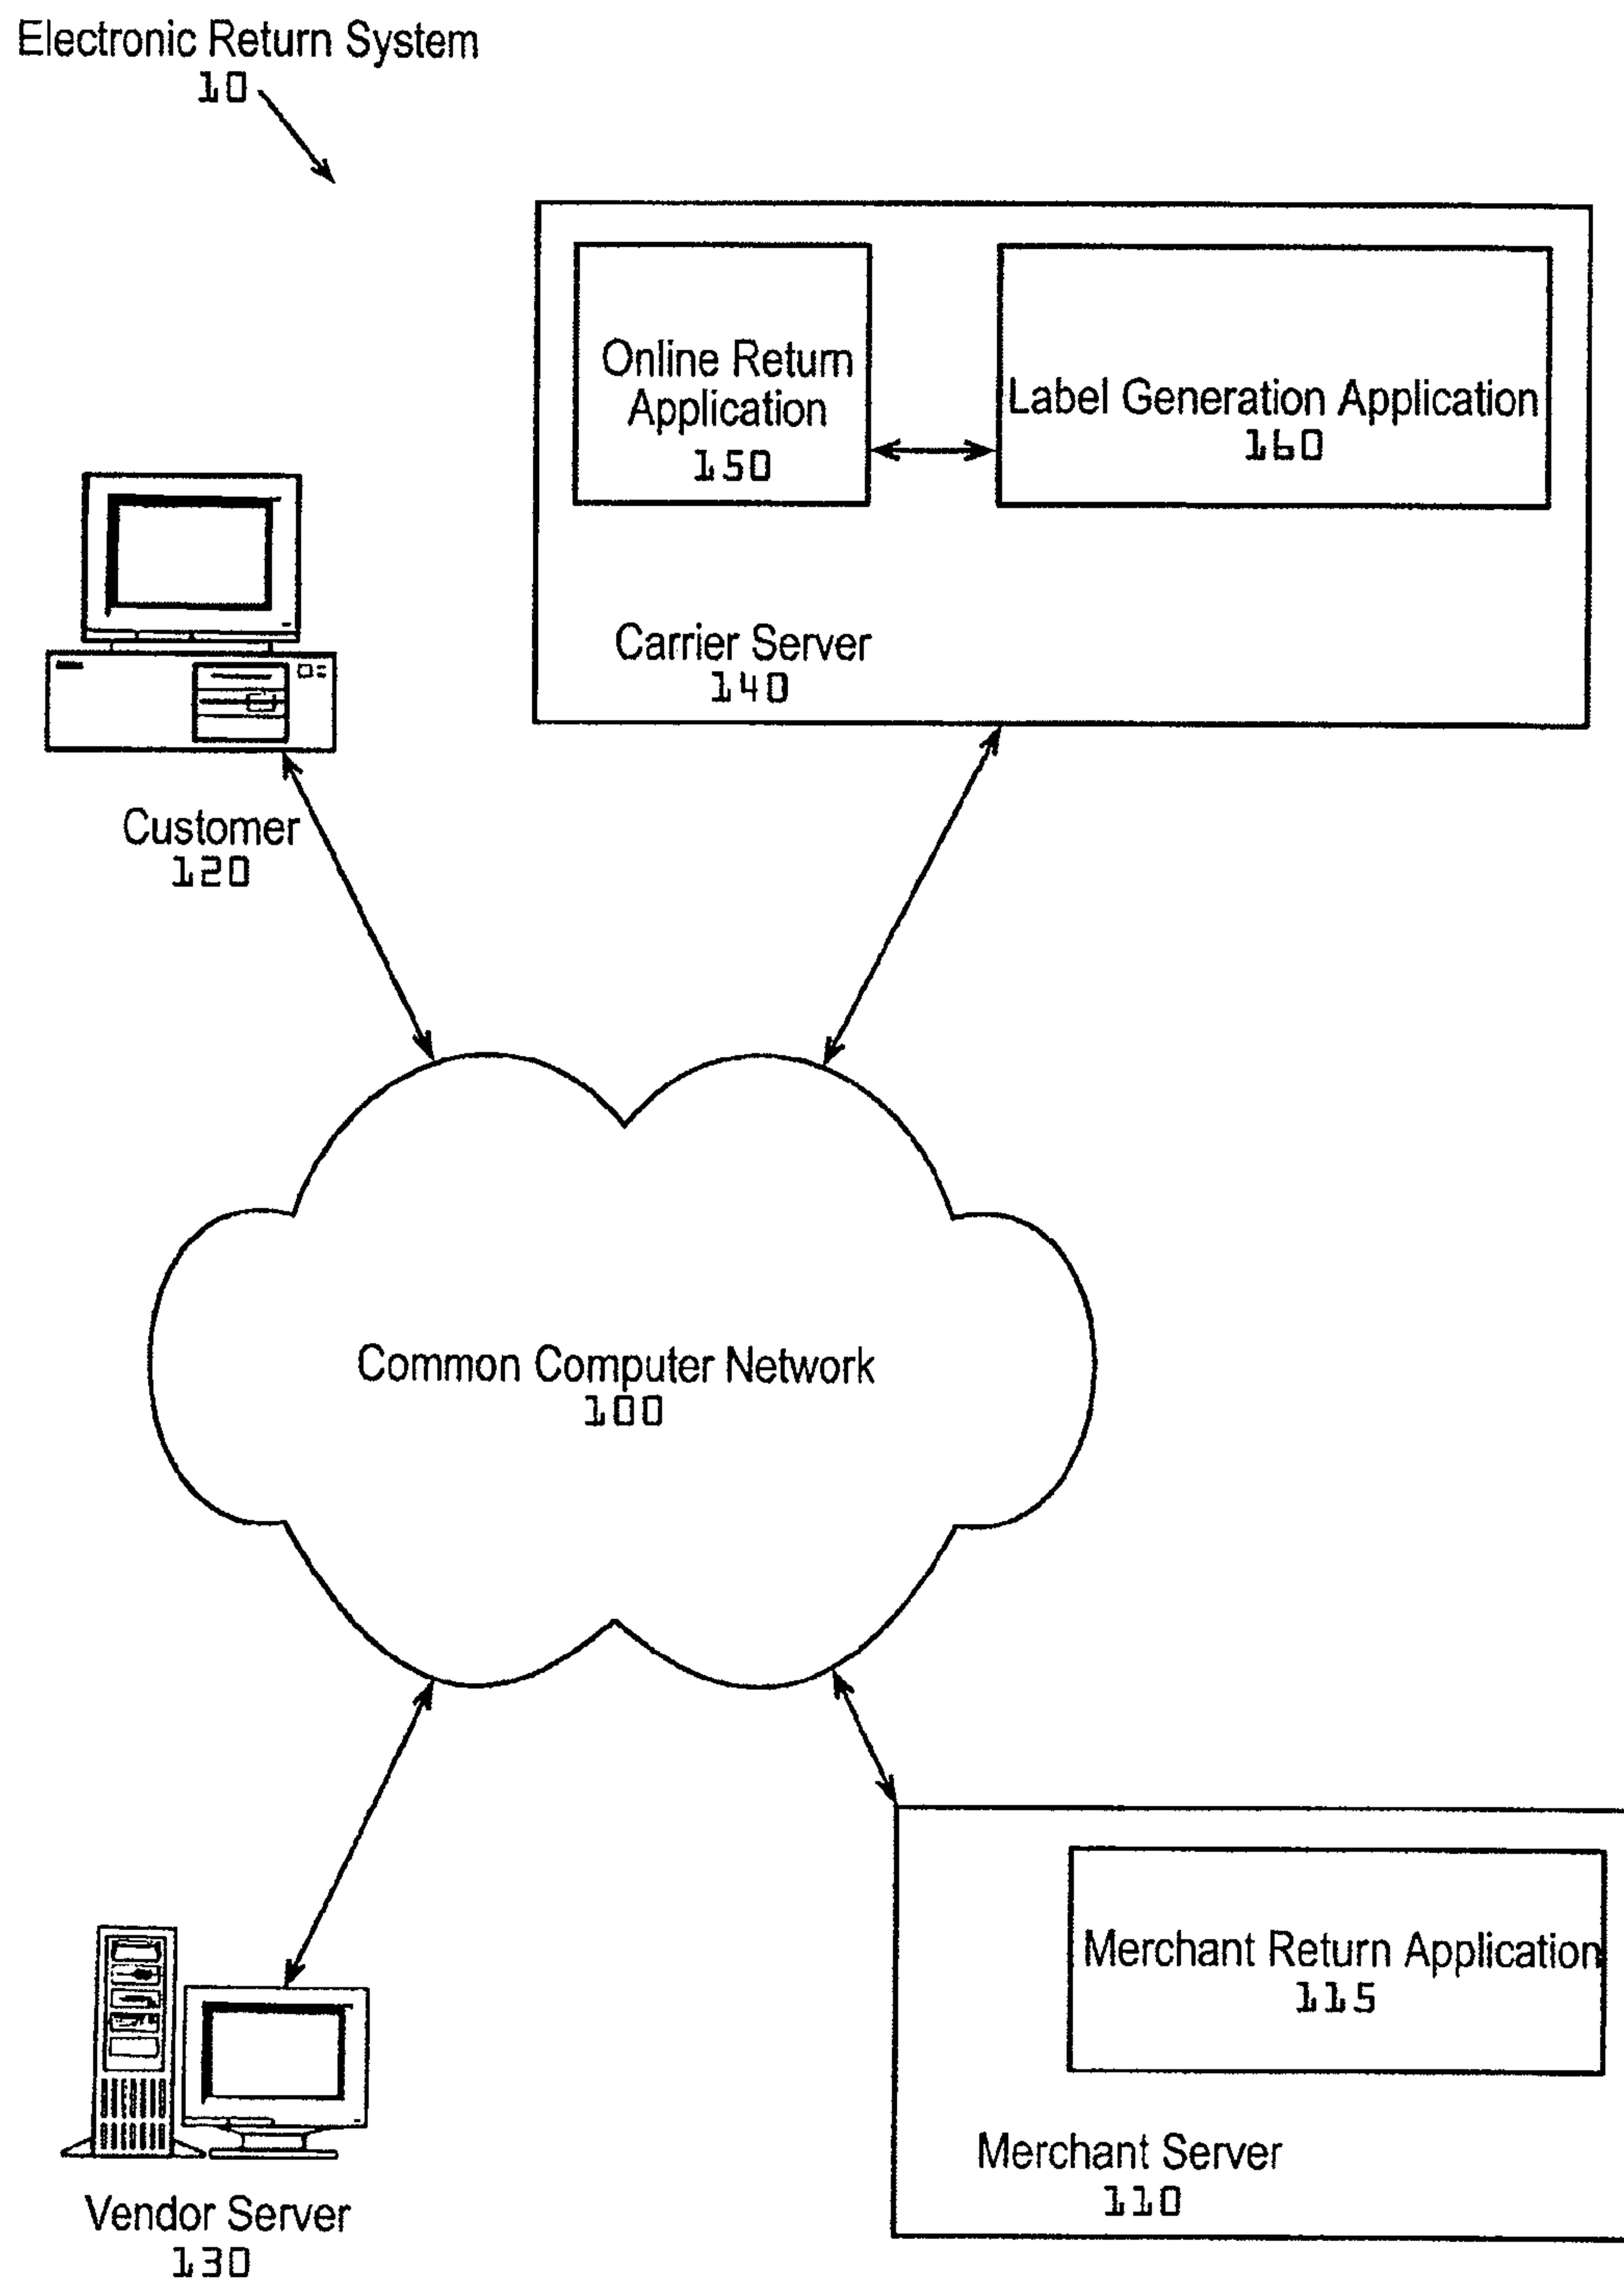 Electronic Return System
10
Online Return
Application
150
Label Generation Application
160
Carrier Server
140
Customer
120
Common Computer Network
100
Merchant Return Application
115
Merchant Server
110
Vendor Server
130